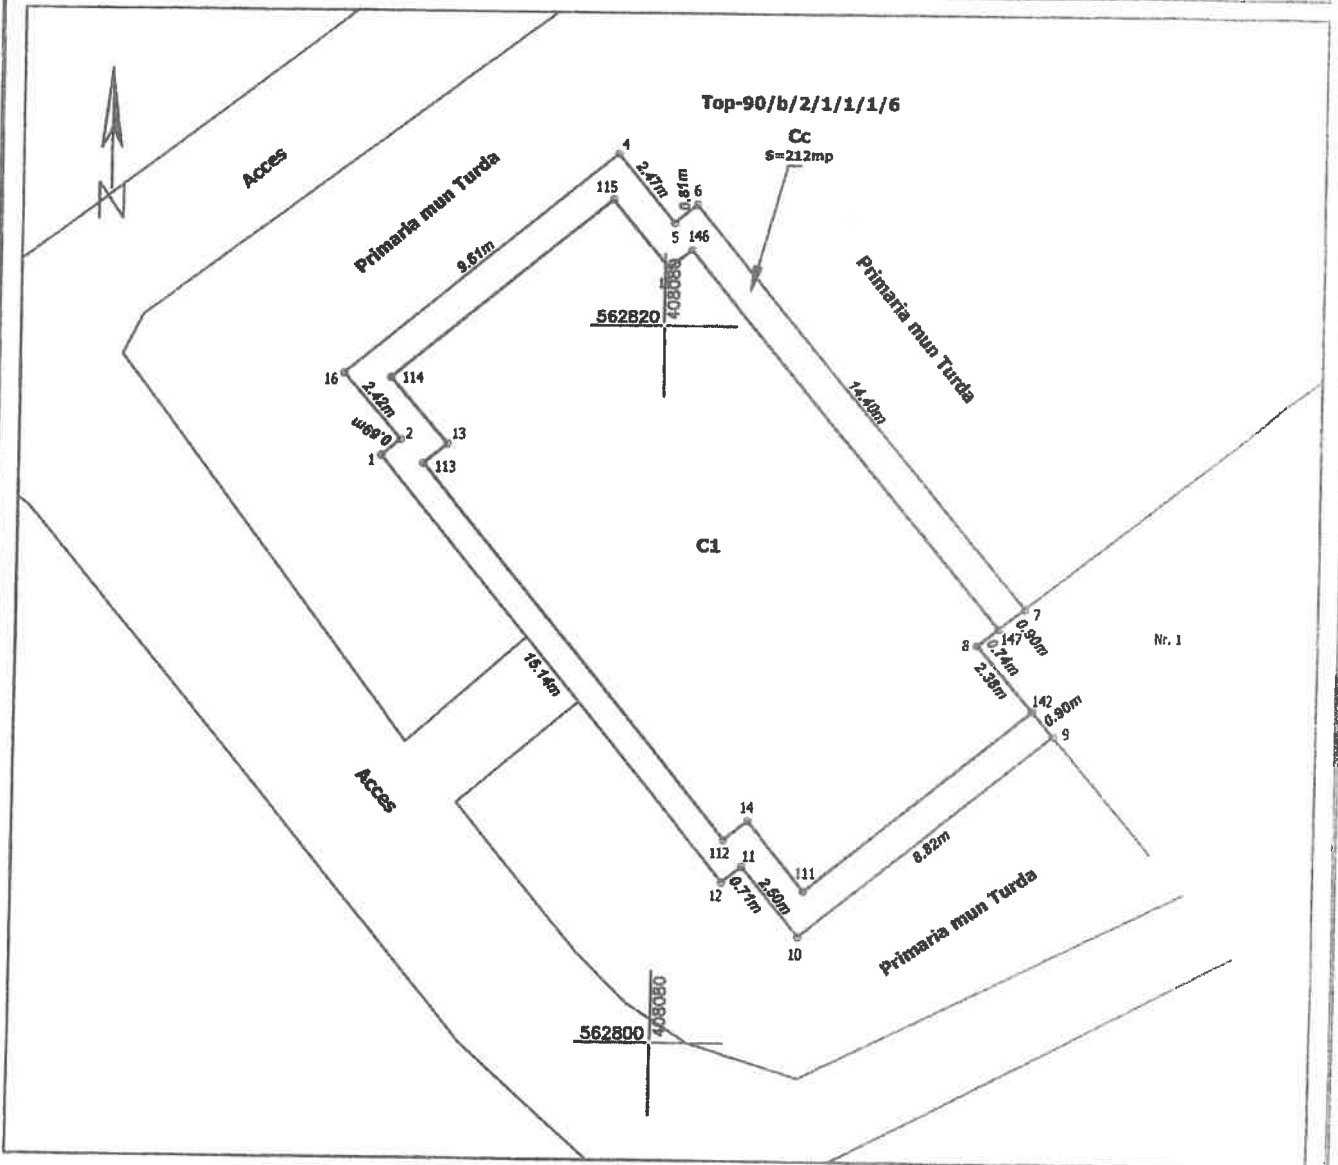 N
Top-90/b/2/1/1/1/6
Cc
S=212mp
Acces
Primaria mun Turda
4
2.47m
0.81m
6
115
5
146
9.61m
408080
562820
Primaria mun Turda
14.40m
16
114
2.42m
0.69m
2
13
1
113
C1
7
0.90m
147
8
0.74m
2.38m
Nr. 1
15.14m
142
0.90m
9
Acces
14
112
11
12
0.71m
2.50m
111
10
8.82m
Primaria mun Turda
408080
562800